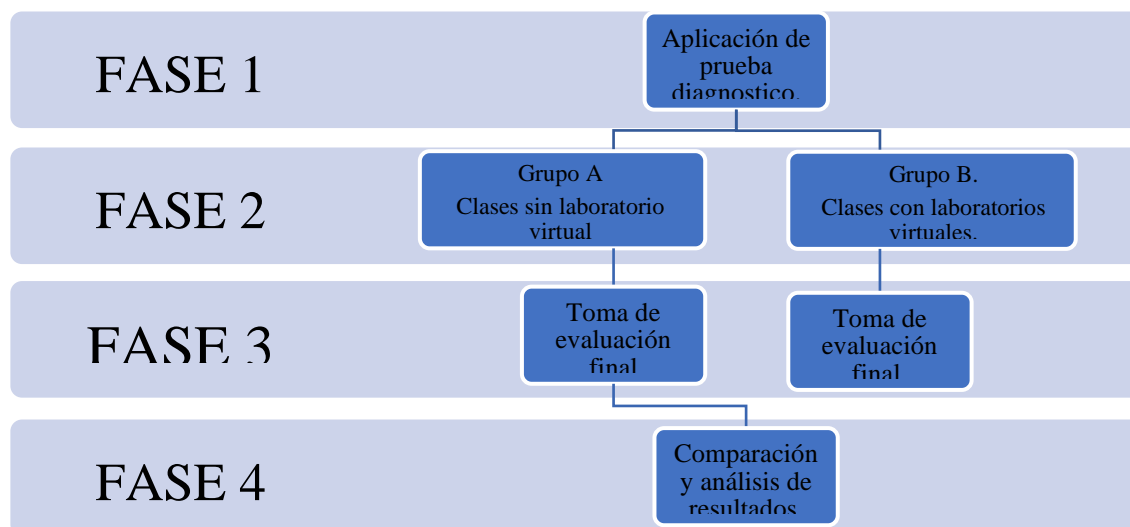 FASE 1
Aplicación de
prueba
diagnostico.
FASE 2
Grupo A
Clases sin laboratorio
virtual
Grupo B.
Clases con laboratorios
virtuales.
FASE 3
Toma de
evaluación
final
Toma de
evaluación
final
FASE 4
Comparación
y análisis de
resultados